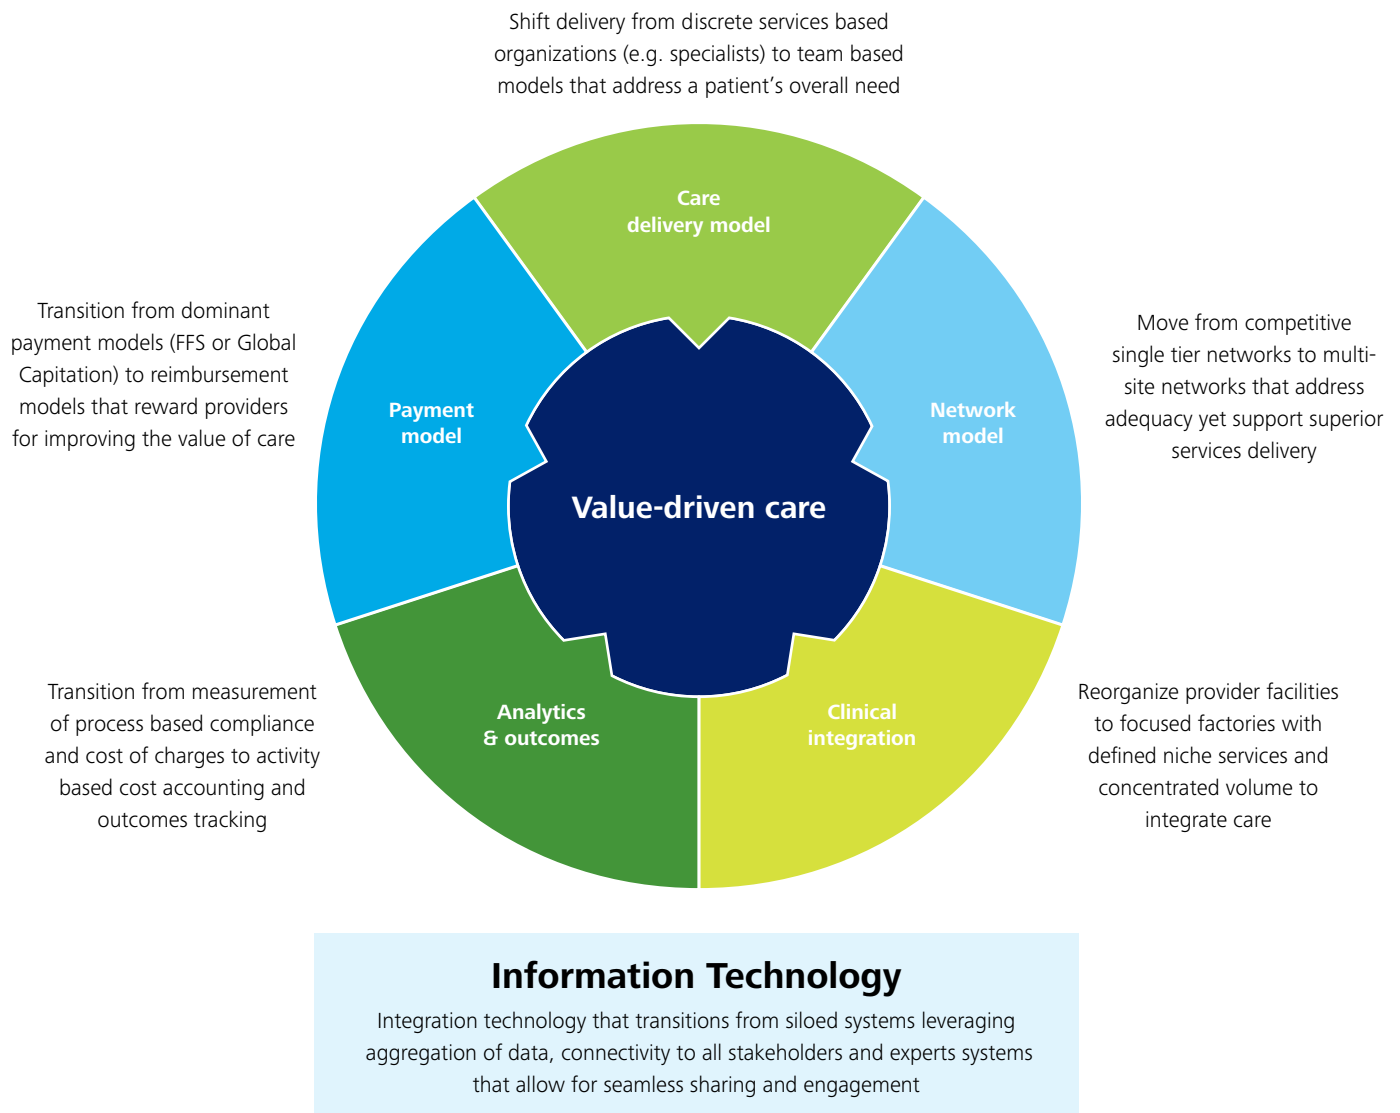 Shift delivery from discrete services based
organizations (e.g. specialists) to team based
models that address a patient’s overall need
Care
delivery model
Transition from dominant
payment models (FFS or Global
Capitation) to reimbursement
models that reward providers
for improving the value of care
Payment
model
Network
model
Move from competitive
single tier networks to multi-
site networks that address
adequacy yet support superior
services delivery
Value-driven care
Transition from measurement
of process based compliance
and cost of charges to activity
based cost accounting and
outcomes tracking
Analytics
& outcomes
Clinical
integration
Reorganize provider facilities
to focused factories with
defined niche services and
concentrated volume to
integrate care
Information Technology
Integration technology that transitions from siloed systems leveraging
aggregation of data, connectivity to all stakeholders and experts systems
that allow for seamless sharing and engagement